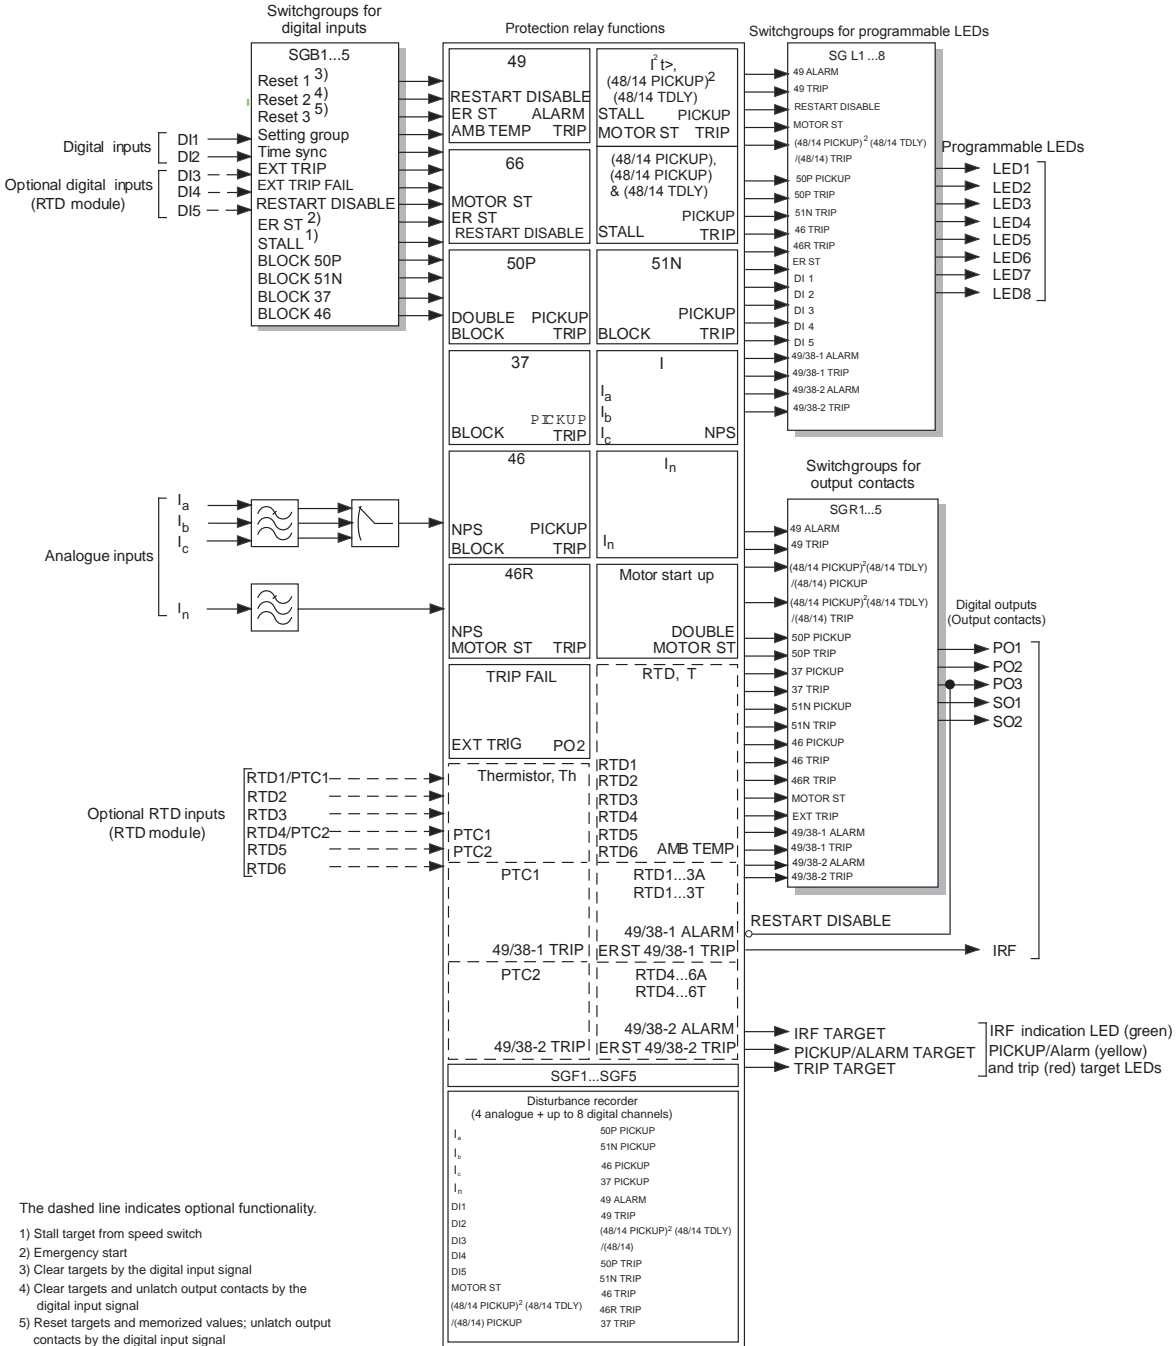 Switchgroups for
digital inputs
SGB1...5
Reset 1 3)
Reset 2 4)
Reset 3 5)
Setting group
Time sync
EXT TRIP
EXT TRIP FAIL
RESTART DISABLE
ER ST 2)
STALL 1)
BLOCK 50P
BLOCK 51N
BLOCK 37
BLOCK 46
Digital inputs
DI1
DI2
Optional digital inputs
(RTD module)
DI3
DI4
DI5
Analogue inputs
Ia
Ib
Ic
In
Optional RTD inputs
(RTD module)
RTD1/PTC1
RTD2
RTD3
RTD4/PTC2
RTD5
RTD6
Protection relay functions
49
RESTART DISABLE
ER ST ALARM
AMB TEMP TRIP
I²t>,
(48/14 PICKUP)²
(48/14 TDLY)
STALL PICKUP
MOTOR ST TRIP
66
MOTOR ST
ER ST
RESTART DISABLE
(48/14 PICKUP),
(48/14 PICKUP)
& (48/14 TDLY)
PICKUP
STALL TRIP
50P
DOUBLE PICKUP
BLOCK TRIP
51N
PICKUP
BLOCK TRIP
37
PICKUP
BLOCK TRIP
I
Ia
Ib
Ic NPS
46
NPS PICKUP
BLOCK TRIP
In
In
46R
NPS
MOTOR ST TRIP
Motor start up
DOUBLE
MOTOR ST
TRIP FAIL
EXT TRIG PO2
RTD, T
RTD1
RTD2
RTD3
RTD4
RTD5
RTD6 AMB TEMP
Thermistor, Th
PTC1
PTC2
PTC1
49/38-1 TRIP
RTD1...3A
RTD1...3T
49/38-1 ALARM
ER ST 49/38-1 TRIP
PTC2
49/38-2 TRIP
RTD4...6A
RTD4...6T
49/38-2 ALARM
ER ST 49/38-2 TRIP
SGF1...SGF5
Disturbance recorder
(4 analogue + up to 8 digital channels)
Ia
Ib
Ic
In
DI1
DI2
DI3
DI4
DI5
MOTOR ST
(48/14 PICKUP)² (48/14 TDLY)
/(48/14) PICKUP
50P PICKUP
51N PICKUP
46 PICKUP
37 PICKUP
49 ALARM
49 TRIP
(48/14 PICKUP)² (48/14 TDLY)
/(48/14)
50P TRIP
51N TRIP
46 TRIP
46R TRIP
37 TRIP
Switchgroups for programmable LEDs
SG L1...8
49 ALARM
49 TRIP
RESTART DISABLE
MOTOR ST
(48/14 PICKUP)² (48/14 TDLY)
/(48/14) TRIP
50P PICKUP
50P TRIP
51N TRIP
46 TRIP
46R TRIP
ER ST
DI 1
DI 2
DI 3
DI 4
DI 5
49/38-1 ALARM
49/38-1 TRIP
49/38-2 ALARM
49/38-2 TRIP
Programmable LEDs
LED1
LED2
LED3
LED4
LED5
LED6
LED7
LED8
Switchgroups for
output contacts
SGR1...5
49 ALARM
49 TRIP
(48/14 PICKUP)²(48/14 TDLY)
/(48/14) PICKUP
(48/14 PICKUP)²(48/14 TDLY)
/(48/14) TRIP
50P PICKUP
50P TRIP
37 PICKUP
37 TRIP
51N PICKUP
51N TRIP
46 PICKUP
46 TRIP
46R TRIP
MOTOR ST
EXT TRIP
49/38-1 ALARM
49/38-1 TRIP
49/38-2 ALARM
49/38-2 TRIP
Digital outputs
(Output contacts)
PO1
PO2
PO3
SO1
SO2
RESTART DISABLE
IRF
IRF TARGET
PICKUP/ALARM TARGET
TRIP TARGET
IRF indication LED (green)
PICKUP/Alarm (yellow)
and trip (red) target LEDs
The dashed line indicates optional functionality.
1) Stall target from speed switch
2) Emergency start
3) Clear targets by the digital input signal
4) Clear targets and unlatch output contacts by the
digital input signal
5) Reset targets and memorized values; unlatch output
contacts by the digital input signal